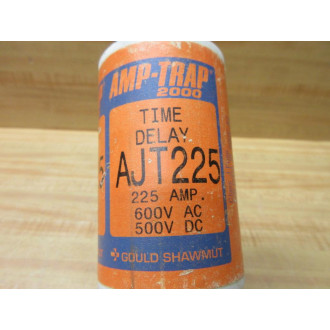 AMP-TRAP
2000
TIME
DELAY
AJT225
225 AMP.
600V AC
500V DC
GOULD SHAWMUT